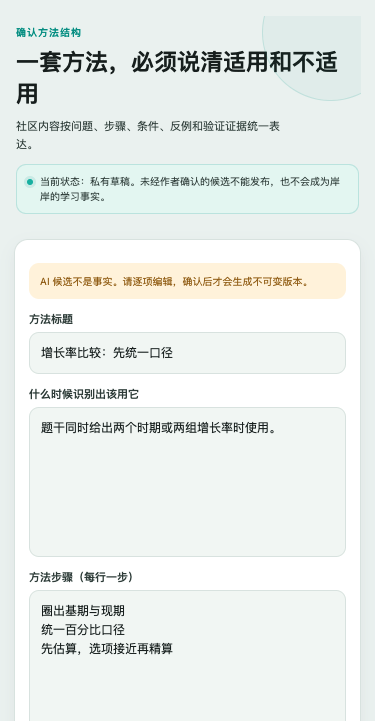 确认方法结构
一套方法，必须说清适用和不适
用
社区内容按问题、步骤、条件、反例和验证证据统一表
达。
当前状态：私有草稿。未经作者确认的候选不能发布，也不会成为岸
岸的学习事实。
AI 候选不是事实。请逐项编辑，确认后才会生成不可变版本。
方法标题
增长率比较：先统一口径
什么时候识别出该用它
题干同时给出两个时期或两组增长率时使用。
方法步骤（每行一步）
圈出基期与现期
统一百分比口径
先估算，选项接近再精算